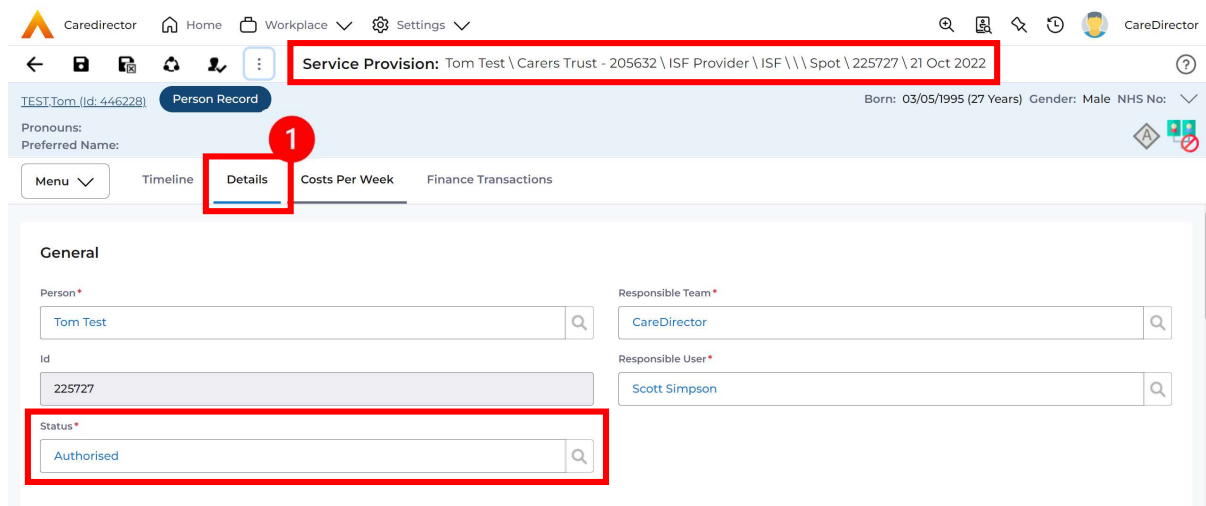 Caredirector Home Workplace Settings CareDirector
Service Provision: Tom Test \ Carers Trust - 205632 \ ISF Provider \ ISF \ \ \ Spot \ 225727 \ 21 Oct 2022 ?
TEST,Tom (Id: 446228) Person Record Born: 03/05/1995 (27 Years) Gender: Male NHS No:
Pronouns:
Preferred Name:
A
1
Menu Timeline Details Costs Per Week Finance Transactions
General
Person* Responsible Team*
Tom Test CareDirector
Id Responsible User*
225727 Scott Simpson
Status*
Authorised